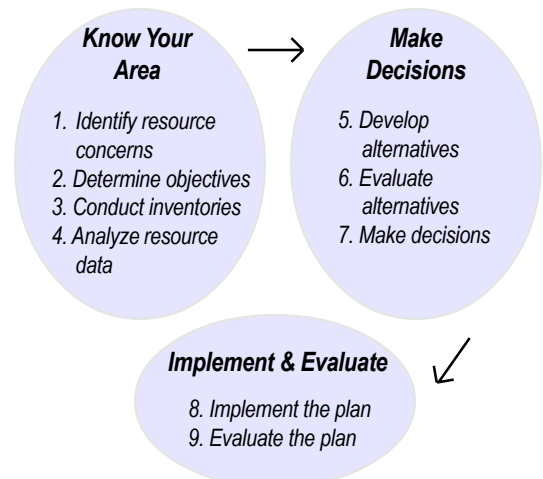 Know Your
Area
1. Identify resource
concerns
2. Determine objectives
3. Conduct inventories
4. Analyze resource
data
Make
Decisions
5. Develop
alternatives
6. Evaluate
alternatives
7. Make decisions
Implement & Evaluate
8. Implement the plan
9. Evaluate the plan